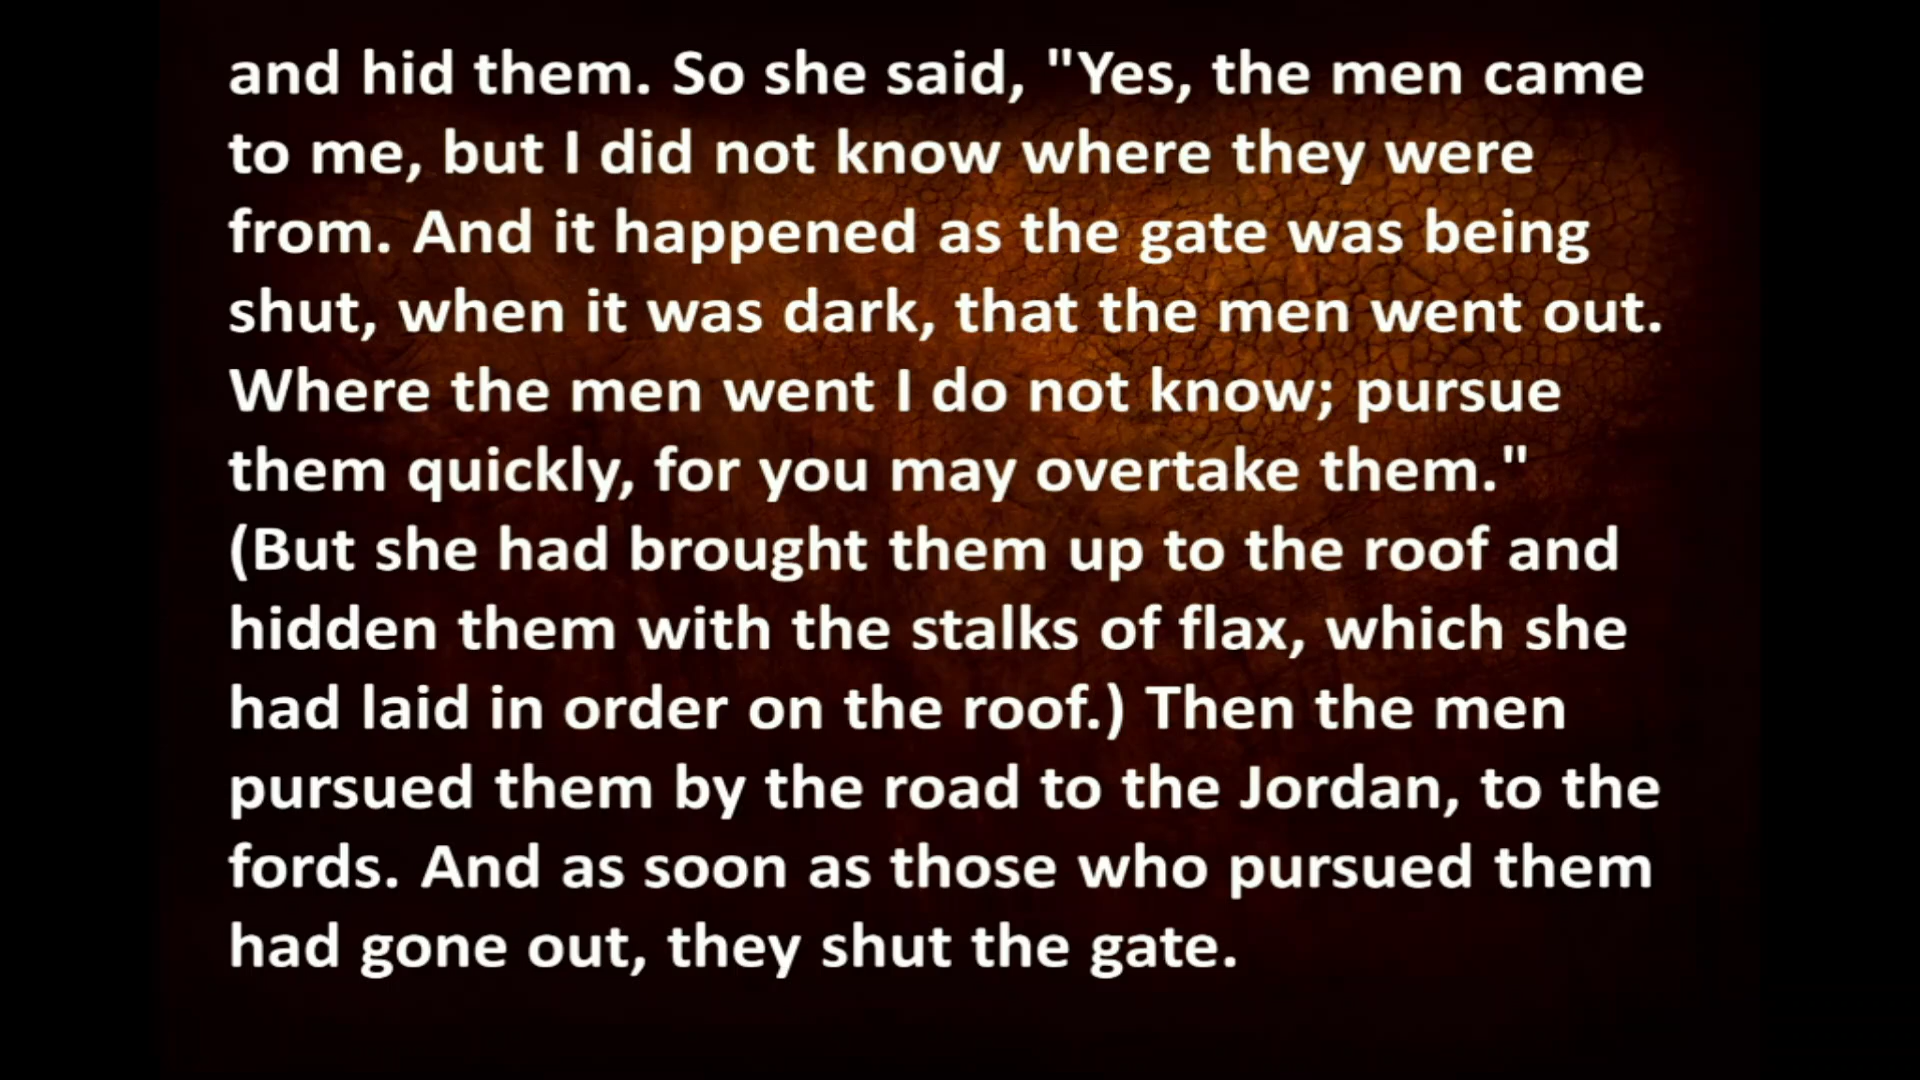 and hid them. So she said, "Yes, the men came
to me, but I did not know where they were
from. And it happened as the gate was being
shut, when it was dark, that the men went out.
Where the men went I do not know; pursue
them quickly, for you may overtake them."
(But she had brought them up to the roof and
hidden them with the stalks of flax, which she
had laid in order on the roof.) Then the men
pursued them by the road to the Jordan, to the
fords. And as soon as those who pursued them
had gone out, they shut the gate.